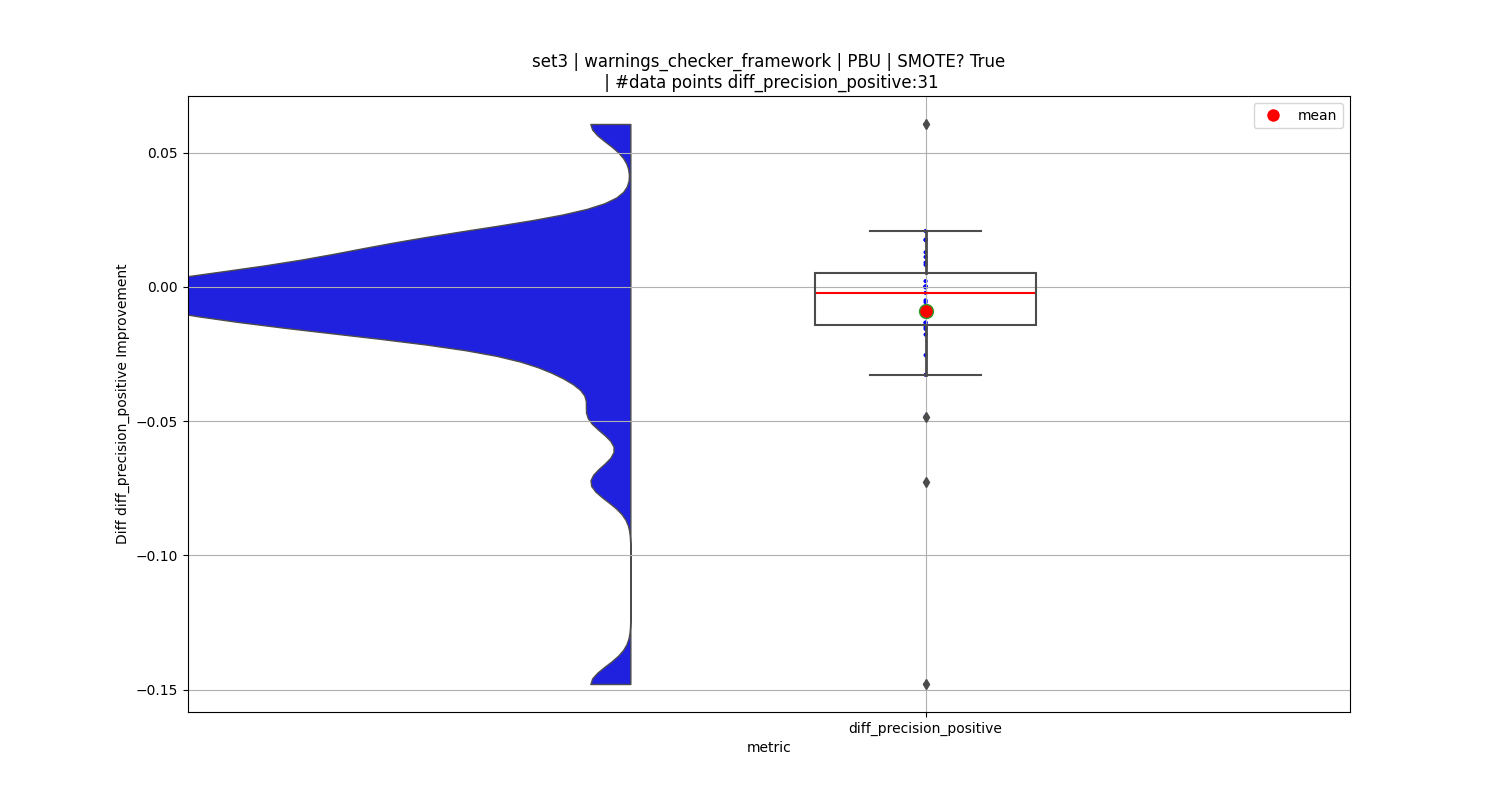 set3 | warnings_checker_framework | PBU | SMOTE? True
| #data points diff_precision_positive:31
mean
0.05
0.00
−0.05
−0.10
−0.15
Diff diff_precision_positive Improvement
diff_precision_positive
metric